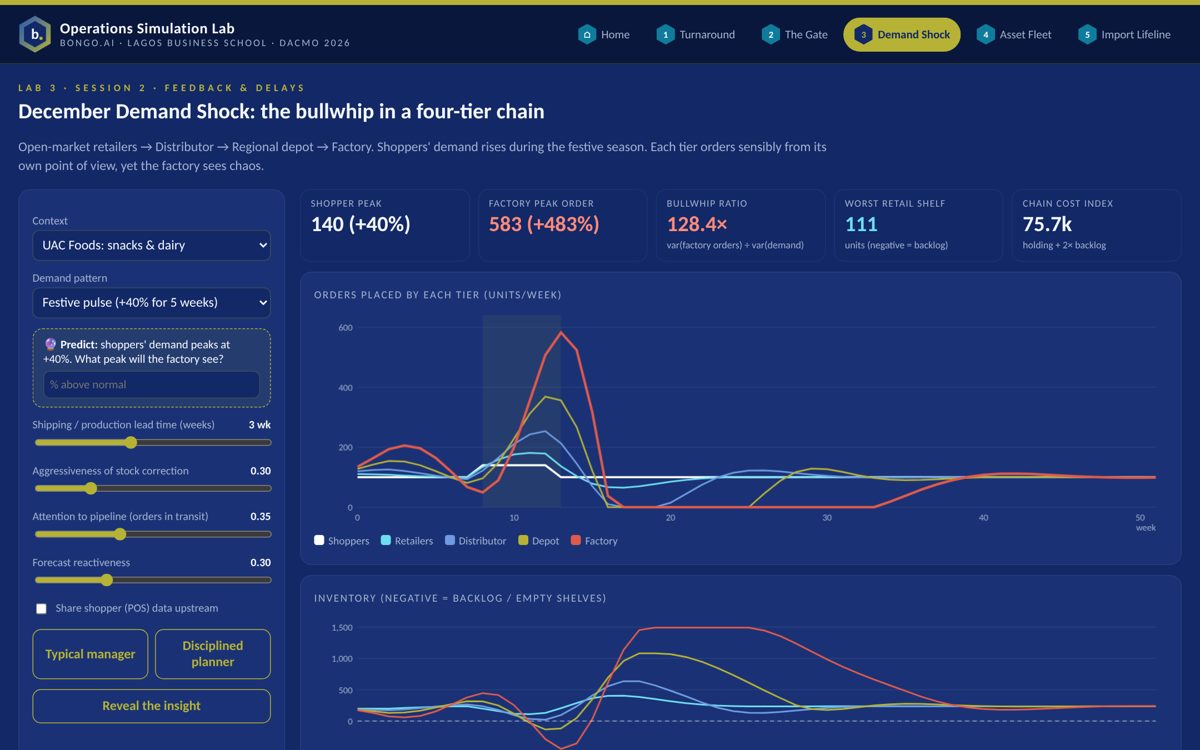 b.
Operations Simulation Lab
BONGO.AI · LAGOS BUSINESS SCHOOL · DACMO 2026
⌂ Home
1 Turnaround
2 The Gate
3 Demand Shock
4 Asset Fleet
5 Import Lifeline
LAB 3 · SESSION 2 · FEEDBACK & DELAYS
December Demand Shock: the bullwhip in a four-tier chain
Open-market retailers → Distributor → Regional depot → Factory. Shoppers' demand rises during the festive season. Each tier orders sensibly from its
own point of view, yet the factory sees chaos.
Context
UAC Foods: snacks & dairy
Demand pattern
Festive pulse (+40% for 5 weeks)
🔮 Predict: shoppers' demand peaks at
+40%. What peak will the factory see?
% above normal
Shipping / production lead time (weeks) 3 wk
Aggressiveness of stock correction 0.30
Attention to pipeline (orders in transit) 0.35
Forecast reactiveness 0.30
Share shopper (POS) data upstream
Typical manager
Disciplined
planner
Reveal the insight
SHOPPER PEAK
140 (+40%)
FACTORY PEAK ORDER
583 (+483%)
BULLWHIP RATIO
128.4×
var(factory orders) ÷ var(demand)
WORST RETAIL SHELF
111
units (negative = backlog)
CHAIN COST INDEX
75.7k
holding + 2× backlog
ORDERS PLACED BY EACH TIER (UNITS/WEEK)
600
400
200
0
0 10 20 30 40 50
week
Shoppers Retailers Distributor Depot Factory
INVENTORY (NEGATIVE = BACKLOG / EMPTY SHELVES)
1,500
1,000
500
0